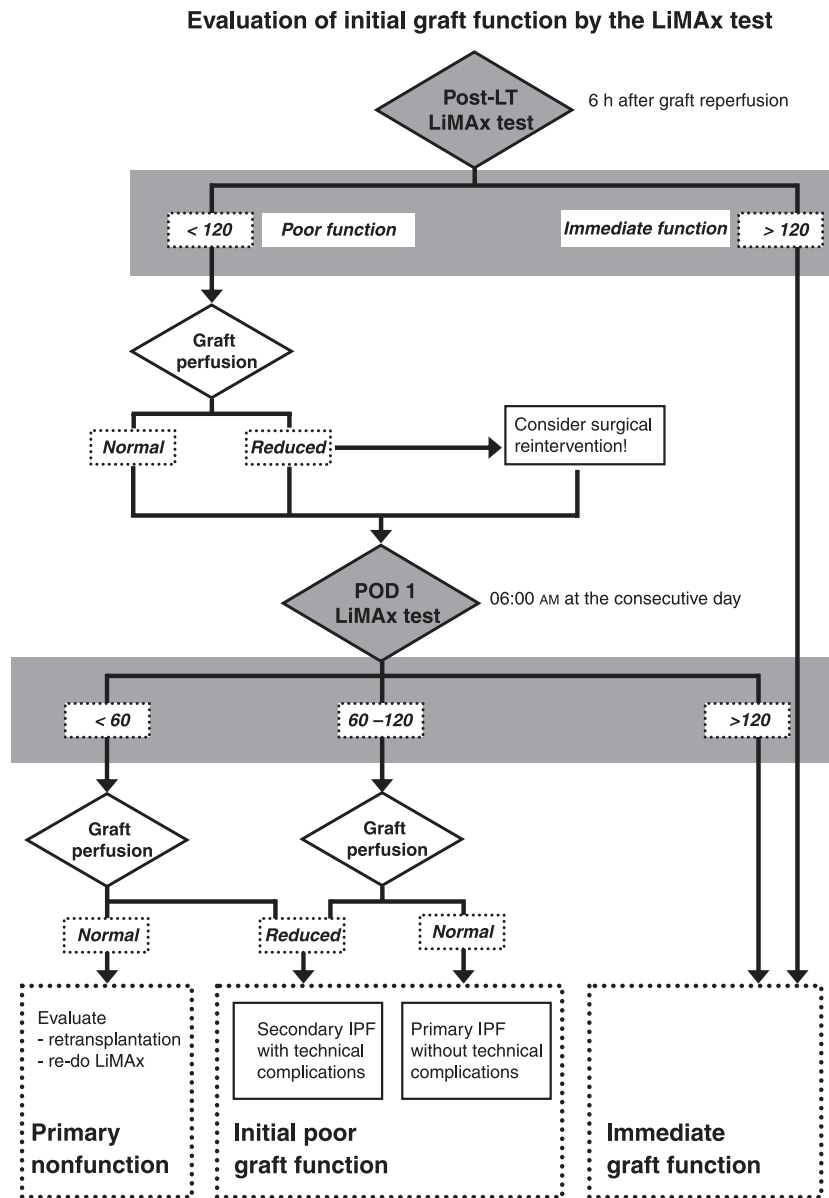 Evaluation of initial graft function by the LiMAx test
Post-LT
LiMAx test
6 h after graft reperfusion
< 120
Poor function
Immediate function
> 120
Graft
perfusion
Normal
Reduced
Consider surgical
reintervention!
POD 1
LiMAx test
06:00 AM at the consecutive day
< 60
60 –120
>120
Graft
perfusion
Graft
perfusion
Normal
Reduced
Normal
Evaluate
- retransplantation
- re-do LiMAx
Primary
nonfunction
Secondary IPF
with technical
complications
Primary IPF
without technical
complications
Initial poor
graft function
Immediate
graft function